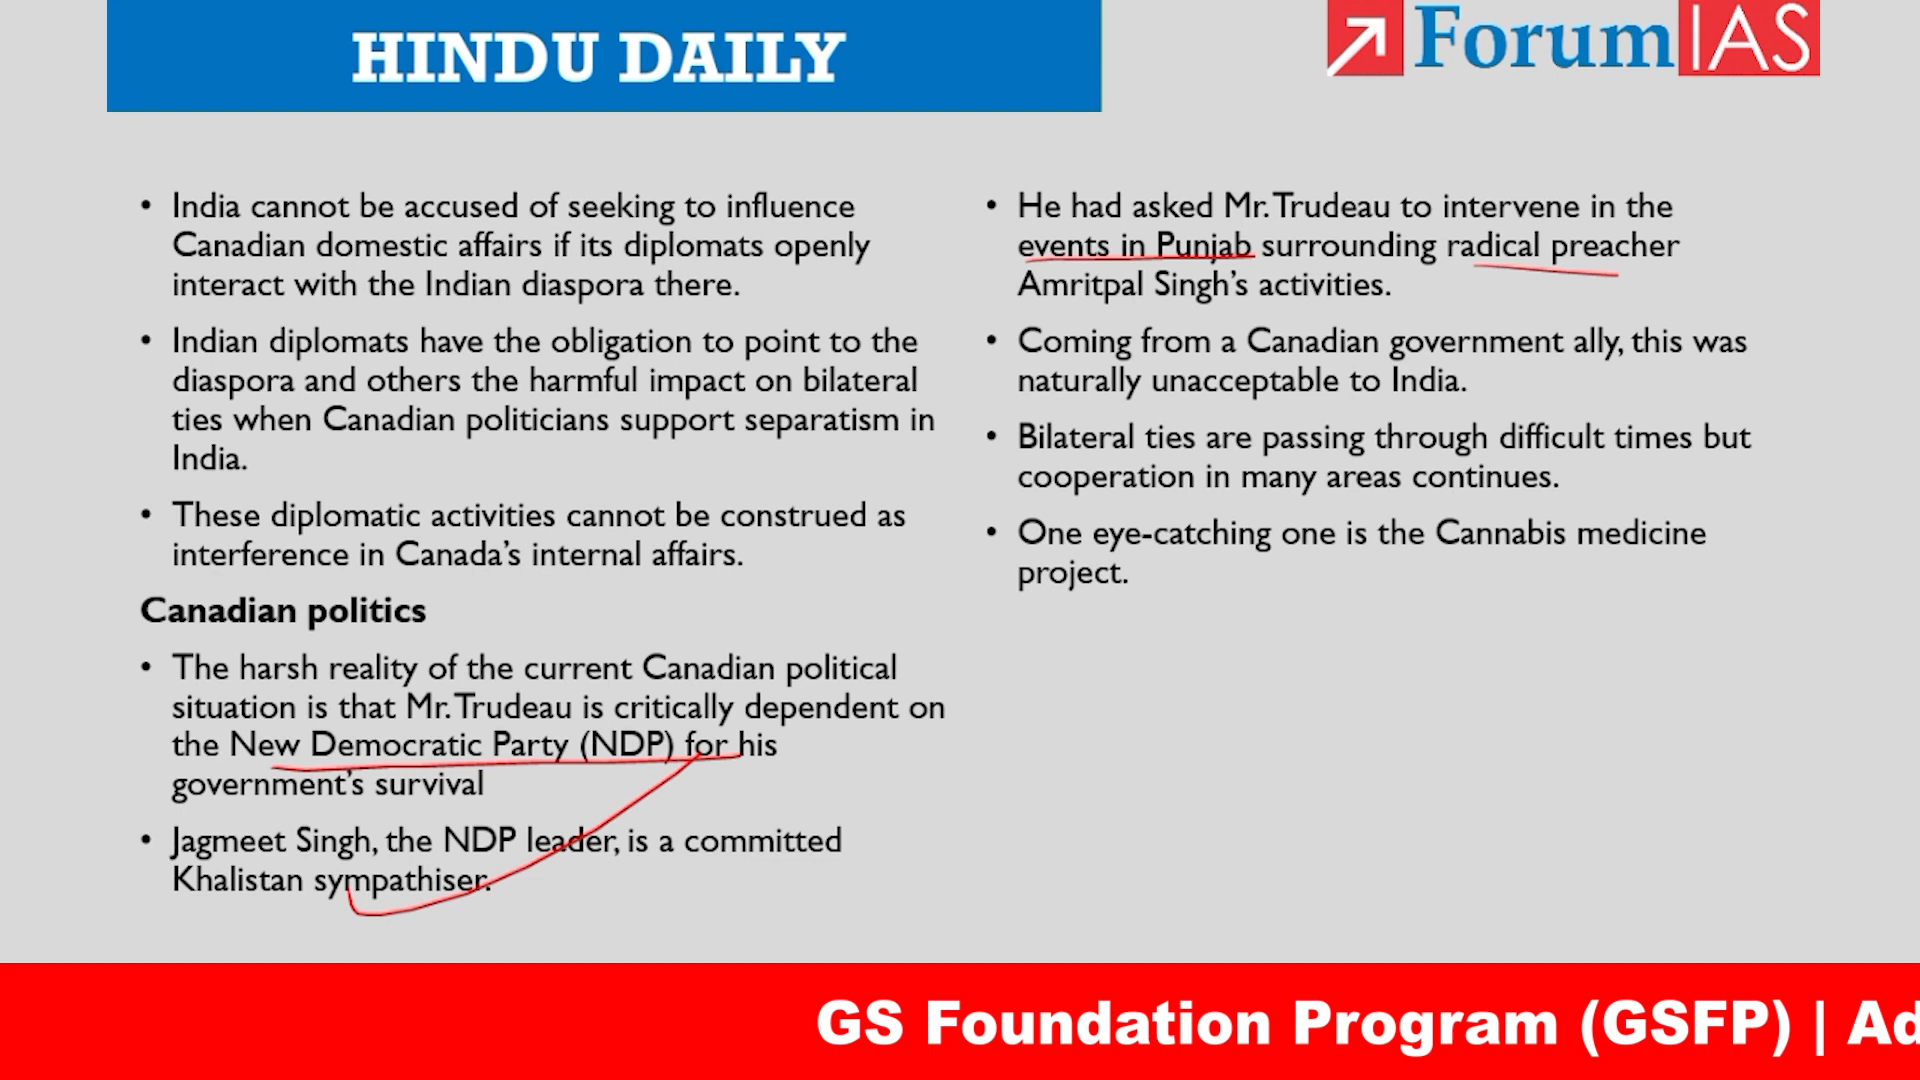 HINDU DAILY
ForumIAS
• India cannot be accused of seeking to influence
Canadian domestic affairs if its diplomats openly
interact with the Indian diaspora there.
• Indian diplomats have the obligation to point to the
diaspora and others the harmful impact on bilateral
ties when Canadian politicians support separatism in
India.
• These diplomatic activities cannot be construed as
interference in Canada's internal affairs.
Canadian politics
• The harsh reality of the current Canadian political
situation is that Mr. Trudeau is critically dependent on
the New Democratic Party (NDP) for his
government's survival
• Jagmeet Singh, the NDP leader, is a committed
Khalistan sympathiser.
• He had asked Mr. Trudeau to intervene in the
events in Punjab surrounding radical preacher
Amritpal Singh's activities.
• Coming from a Canadian government ally, this was
naturally unacceptable to India.
• Bilateral ties are passing through difficult times but
cooperation in many areas continues.
• One eye-catching one is the Cannabis medicine
project.
GS Foundation Program (GSFP) | Ad